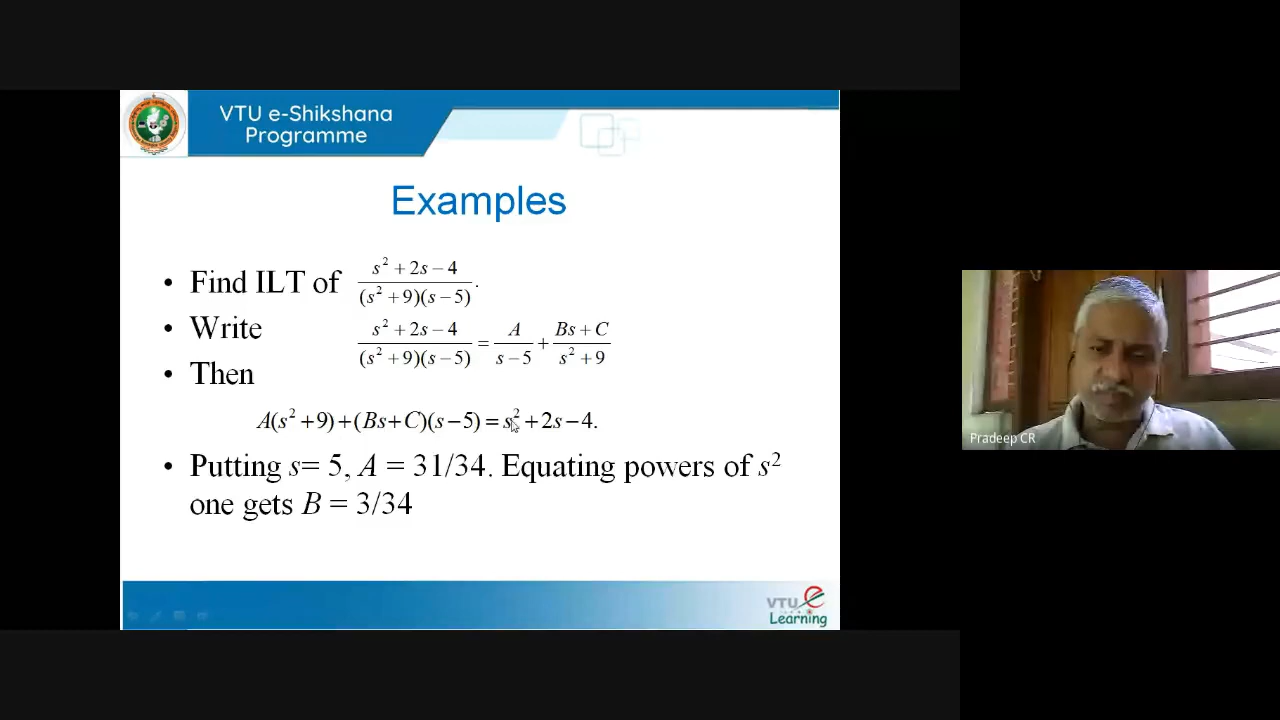 VTU e-Shikshana
Programme
Examples
• Find ILT of (s² + 2s − 4)/((s² + 9)(s − 5)).
• Write (s² + 2s − 4)/((s² + 9)(s − 5)) = A/(s − 5) + (Bs + C)/(s² + 9)
• Then
A(s² + 9) + (Bs + C)(s − 5) = s² + 2s − 4.
• Putting s= 5, A = 31/34. Equating powers of s²
one gets B = 3/34
Pradeep CR
VTU e
Learning